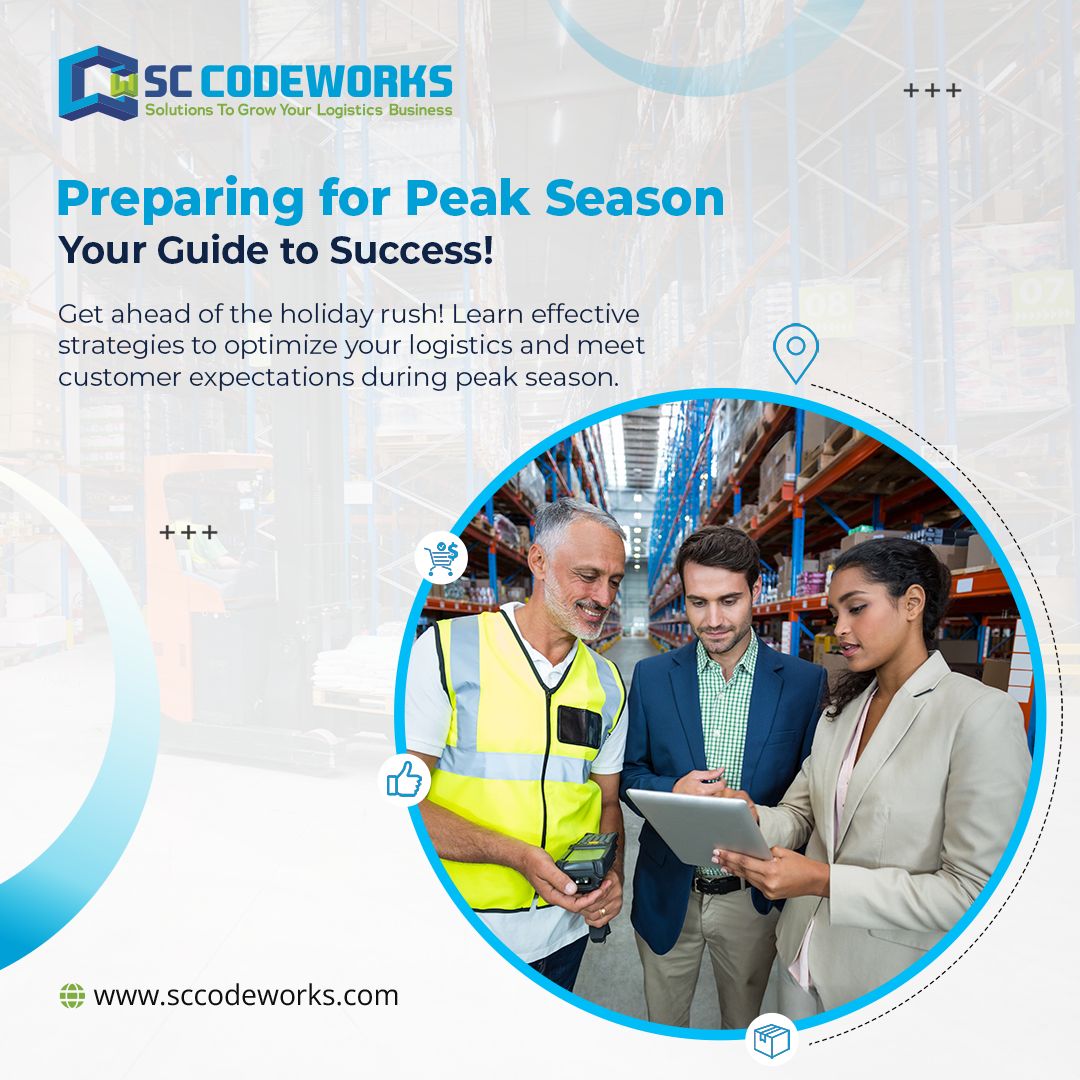 SC CODEWORKS
Solutions To Grow Your Logistics Business
+++
Preparing for Peak Season
Your Guide to Success!
Get ahead of the holiday rush! Learn effective
strategies to optimize your logistics and meet
customer expectations during peak season.
08
07
+++
www.sccodeworks.com